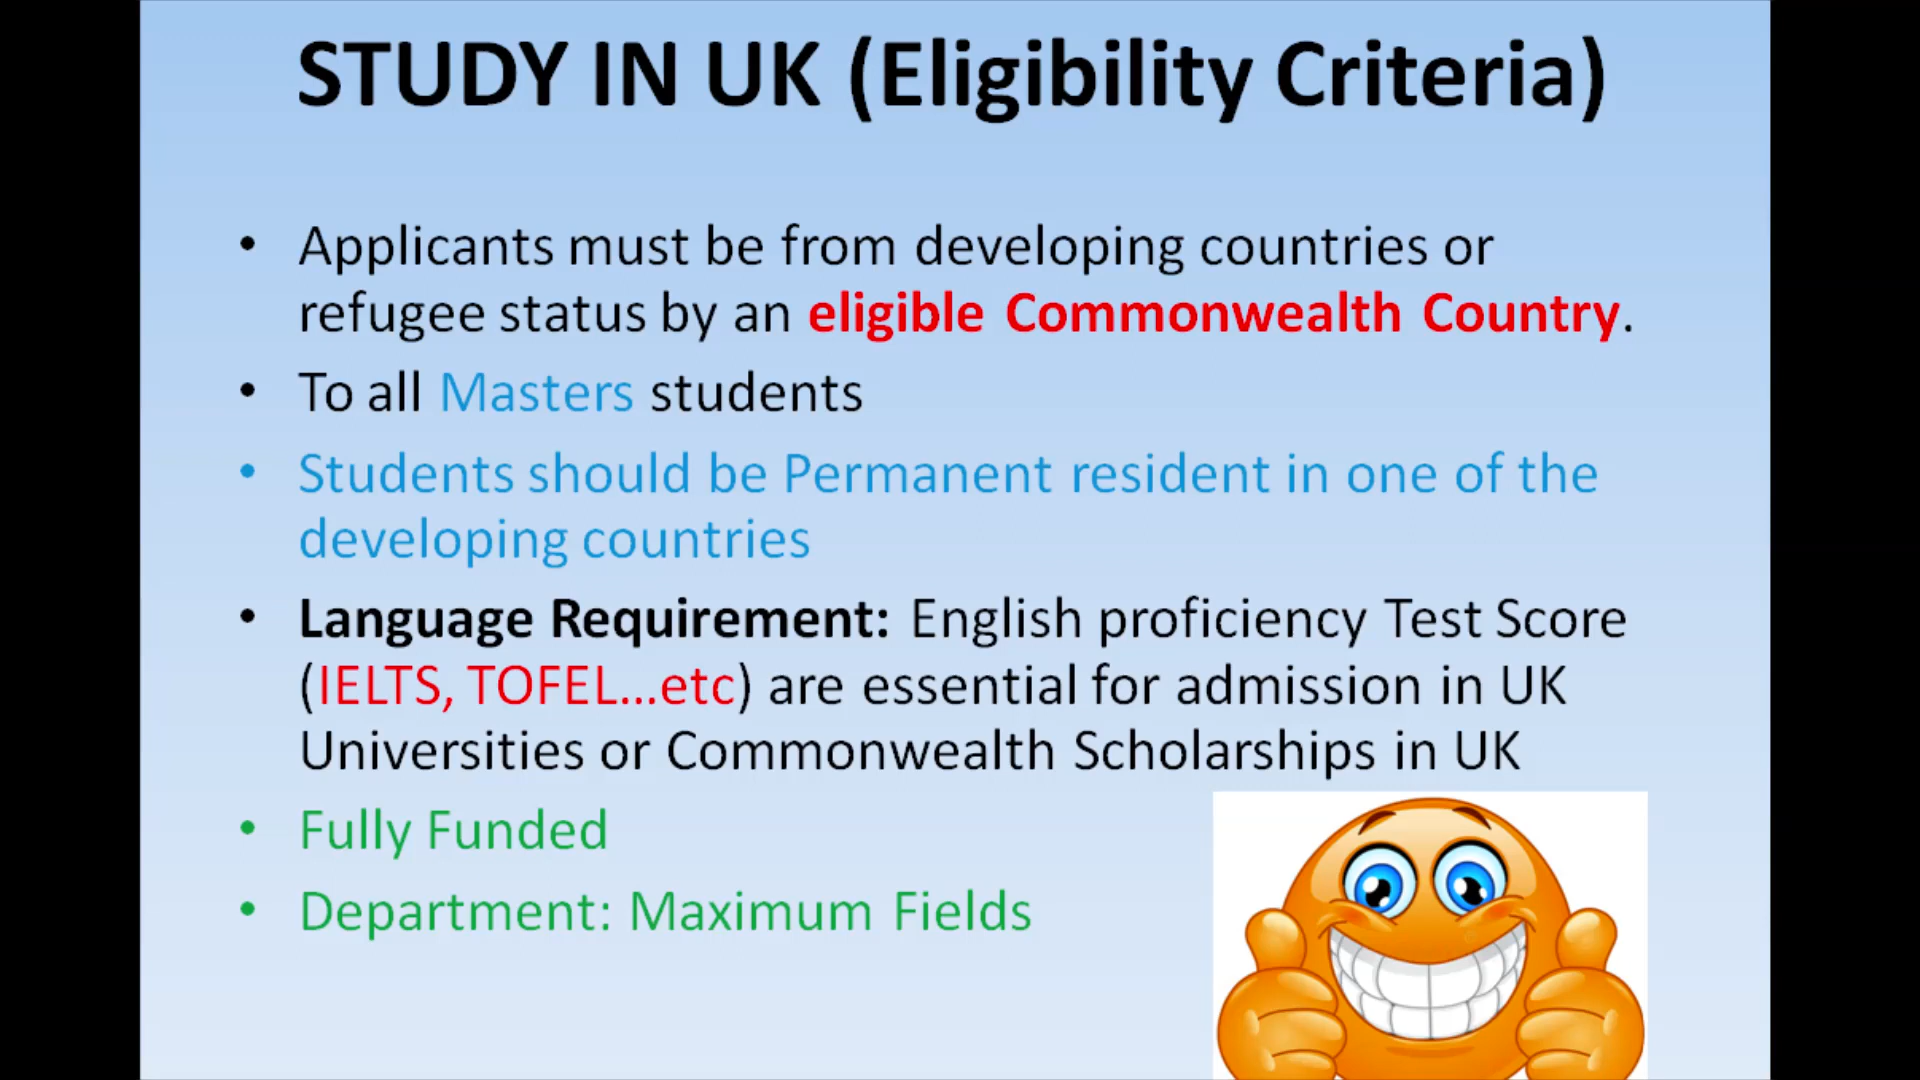 STUDY IN UK (Eligibility Criteria)
• Applicants must be from developing countries or
refugee status by an eligible Commonwealth Country.
• To all Masters students
• Students should be Permanent resident in one of the
developing countries
• Language Requirement: English proficiency Test Score
(IELTS, TOFEL...etc) are essential for admission in UK
Universities or Commonwealth Scholarships in UK
• Fully Funded
• Department: Maximum Fields